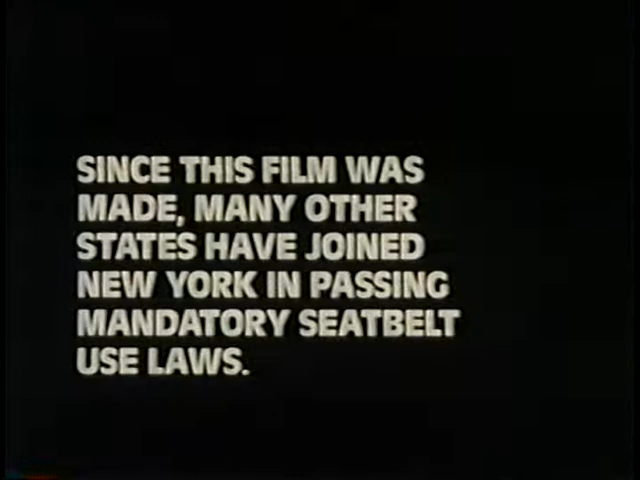 SINCE THIS FILM WAS
MADE, MANY OTHER
STATES HAVE JOINED
NEW YORK IN PASSING
MANDATORY SEATBELT
USE LAWS.